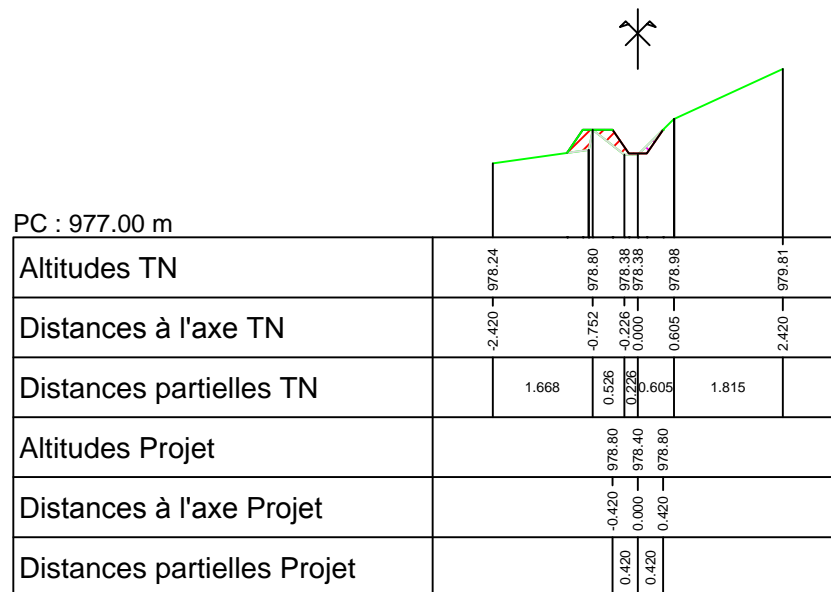 PC : 977.00 m
Altitudes TN 978.24 978.80 978.38 978.38 978.98 979.81
Distances à l'axe TN -2.420 -0.752 -0.226 0.000 0.605 2.420
Distances partielles TN 1.668 0.526 0.226 0.605 1.815
Altitudes Projet 978.80 978.40 978.80
Distances à l'axe Projet -0.420 0.000 0.420
Distances partielles Projet 0.420 0.420